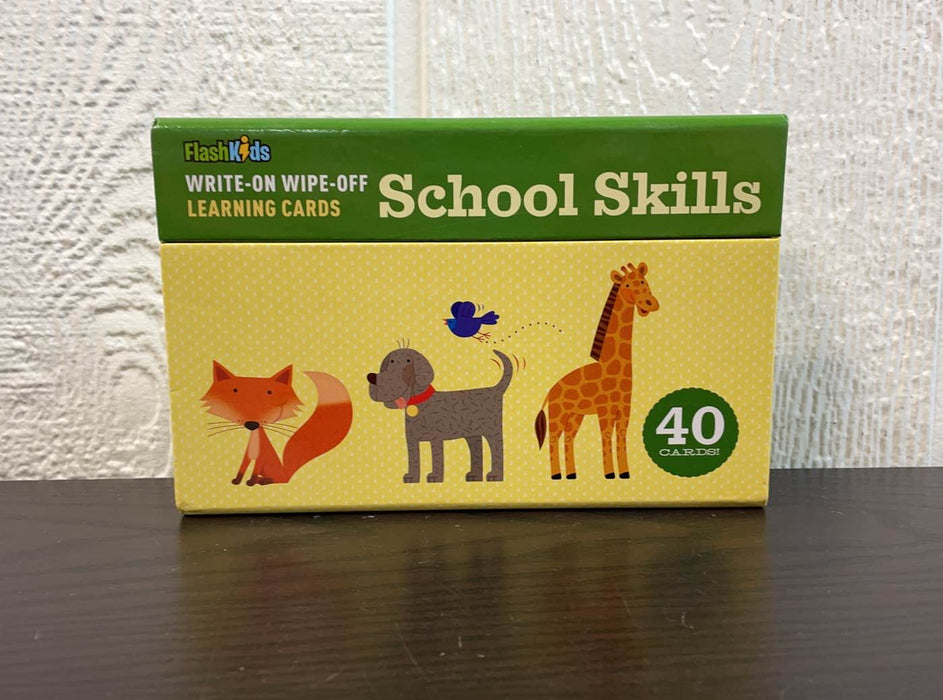 FlashKids
WRITE-ON WIPE-OFF
LEARNING CARDS
School Skills
40
CARDS!